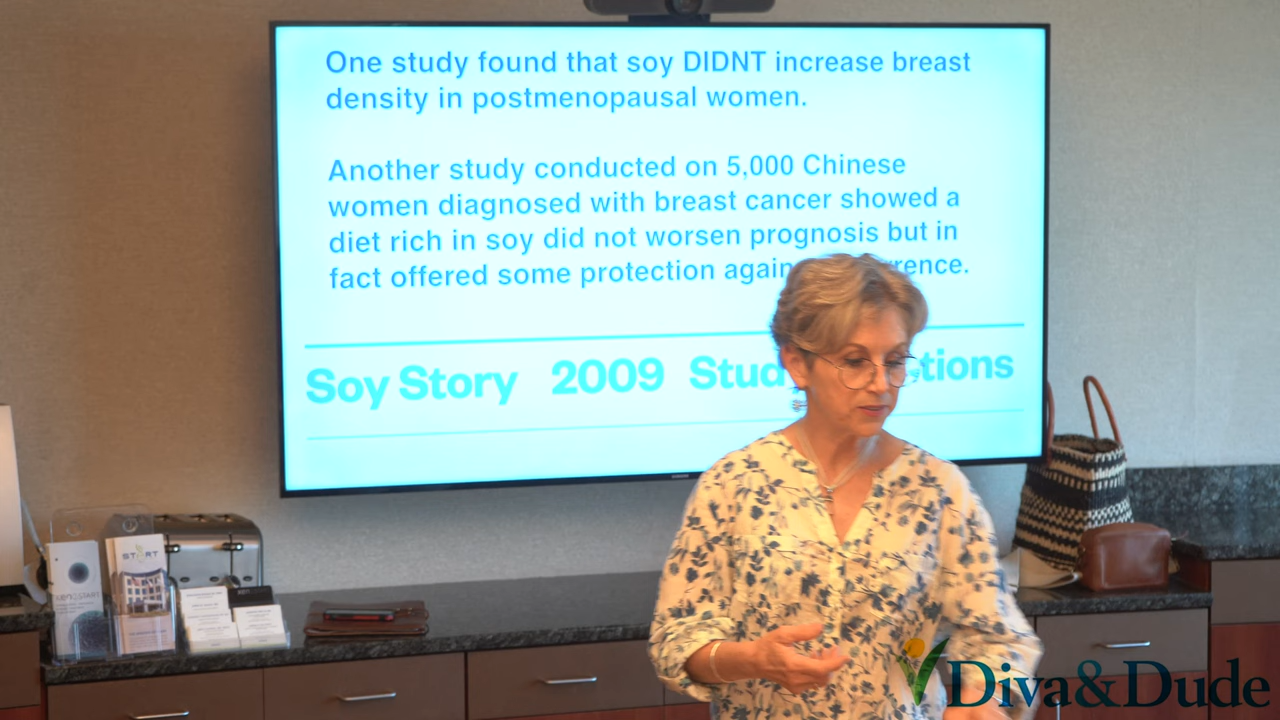 One study found that soy DIDNT increase breast
density in postmenopausal women.
Another study conducted on 5,000 Chinese
women diagnosed with breast cancer showed a
diet rich in soy did not worsen prognosis but in
fact offered some protection
Soy Story 2009
START
Diva&Dude